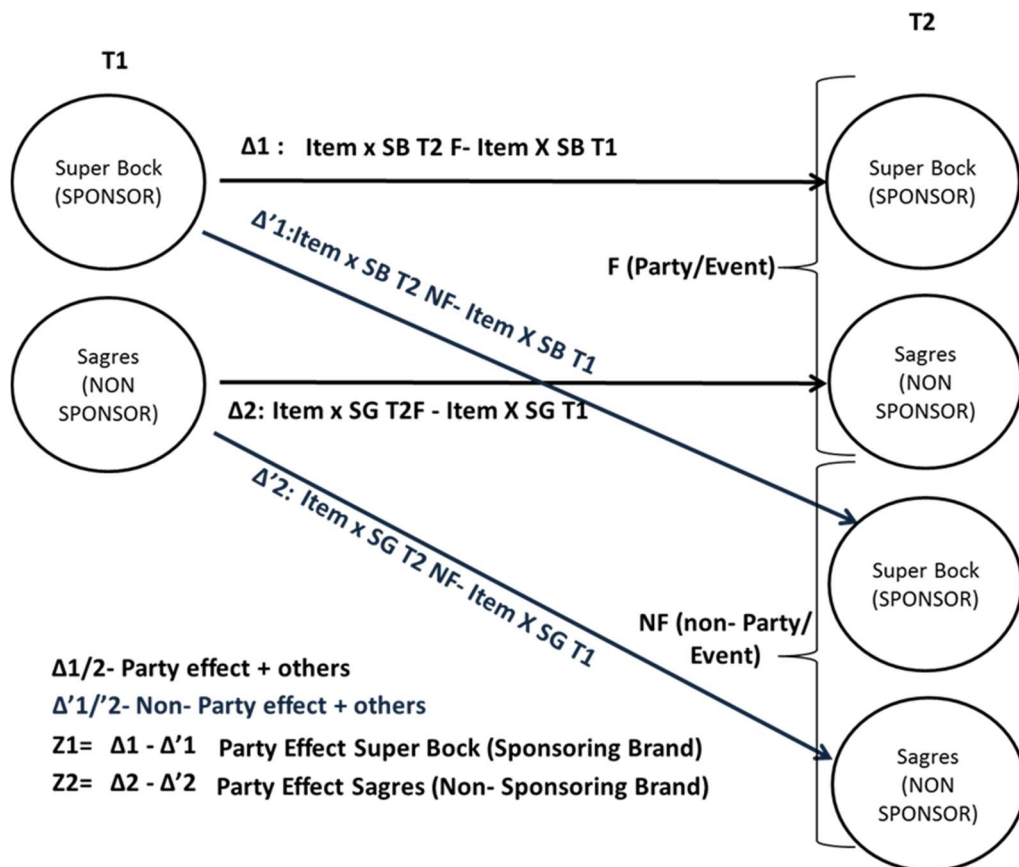 T2
T1
Super Bock
(SPONSOR)
Δ1 :   Item x SB T2 F- Item X SB T1
Super Bock
(SPONSOR)
Δ'1:Item x SB T2 NF- Item X SB T1
F (Party/Event)
Sagres
(NON
SPONSOR)
Δ2: Item x SG T2F - Item X SG T1
Sagres
(NON
SPONSOR)
Δ'2: Item x SG T2 NF- Item X SG T1
Super Bock
(SPONSOR)
NF (non- Party/
Event)
Δ1/2- Party effect + others
Δ'1/'2- Non- Party effect + others
Z1=  Δ1 - Δ'1   Party Effect Super Bock (Sponsoring Brand)
Z2=  Δ2 - Δ'2   Party Effect Sagres (Non- Sponsoring Brand)
Sagres
(NON
SPONSOR)